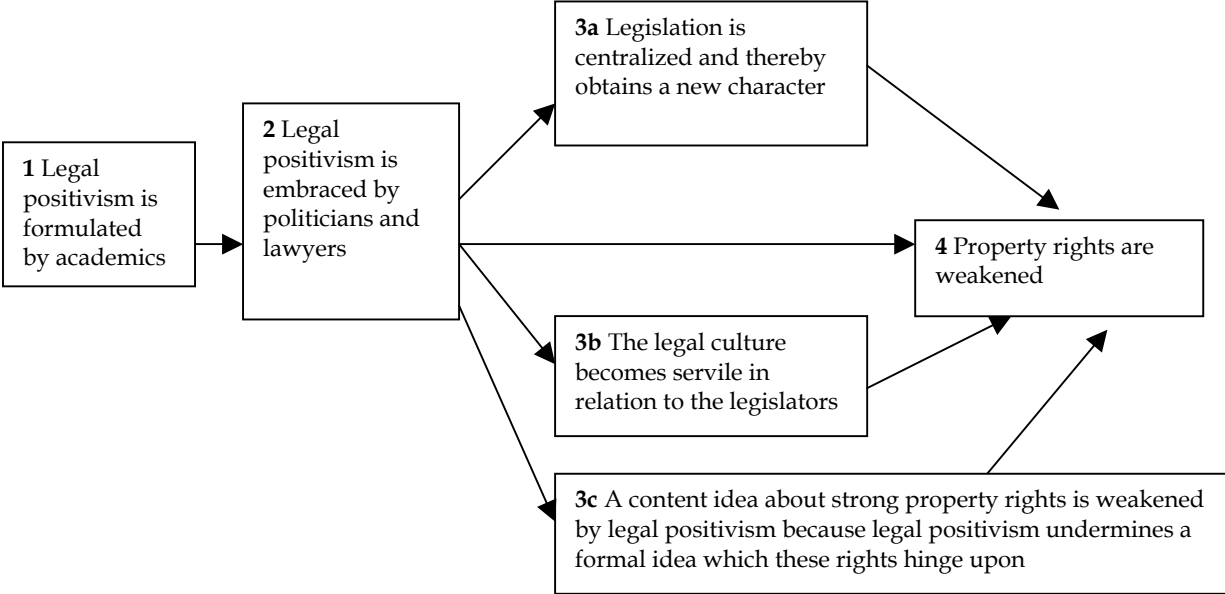 1 Legal
positivism is
formulated
by academics
2 Legal
positivism is
embraced by
politicians and
lawyers
3a Legislation is
centralized and thereby
obtains a new character
3b The legal culture
becomes servile in
relation to the legislators
3c A content idea about strong property rights is weakened
by legal positivism because legal positivism undermines a
formal idea which these rights hinge upon
4 Property rights are
weakened